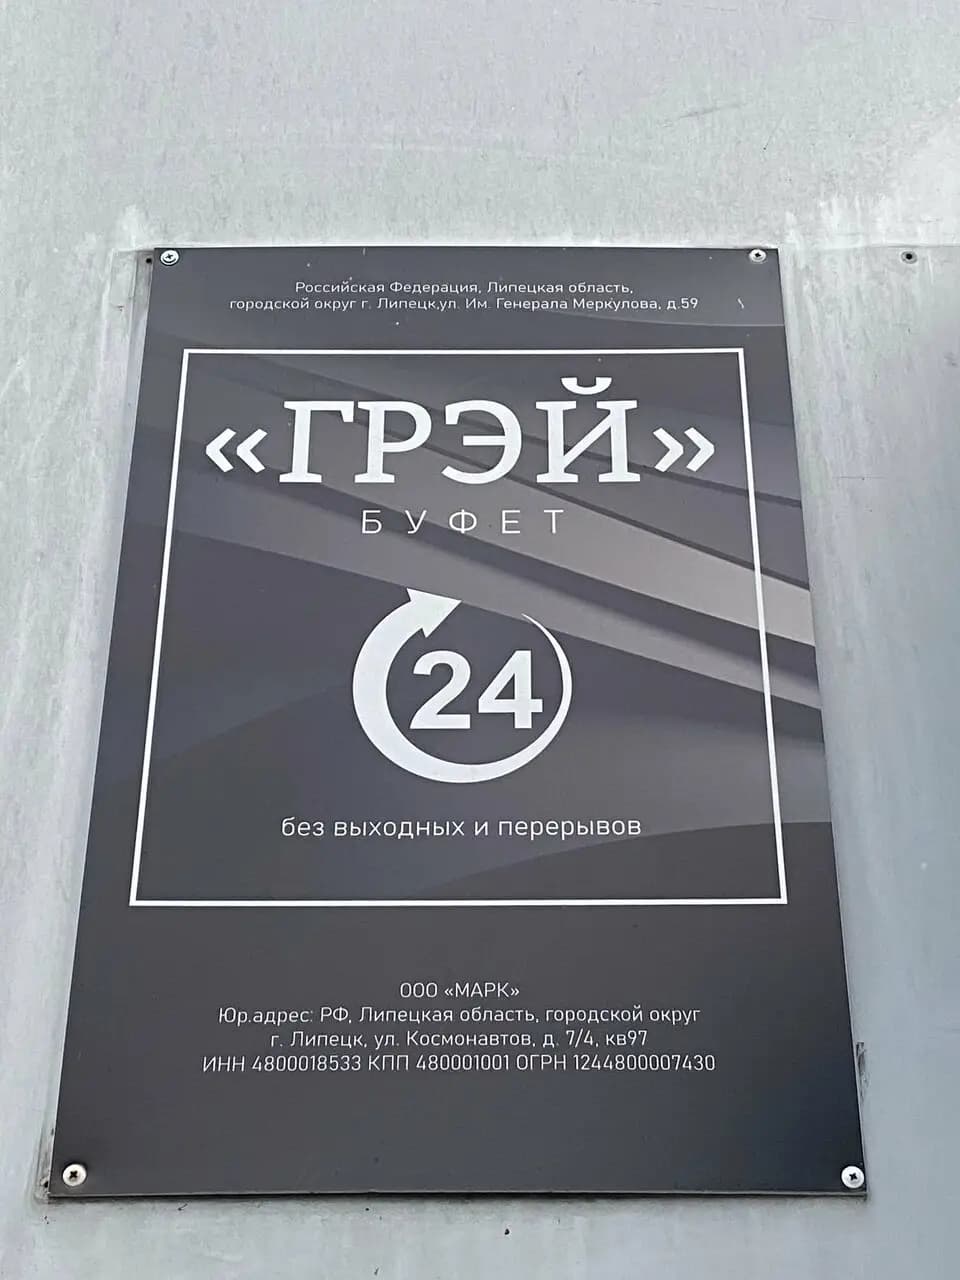 Российская Федерация, Липецкая область,
городской округ г. Липецк,ул. Им. Генерала Меркулова, д.59
«ГРЭЙ»
БУФЕТ
24
без выходных и перерывов
ООО «МАРК»
Юр.адрес: РФ, Липецкая область, городской округ
г. Липецк, ул. Космонавтов, д. 7/4, кв97
ИНН 4800018533 КПП 480001001 ОГРН 1244800007430